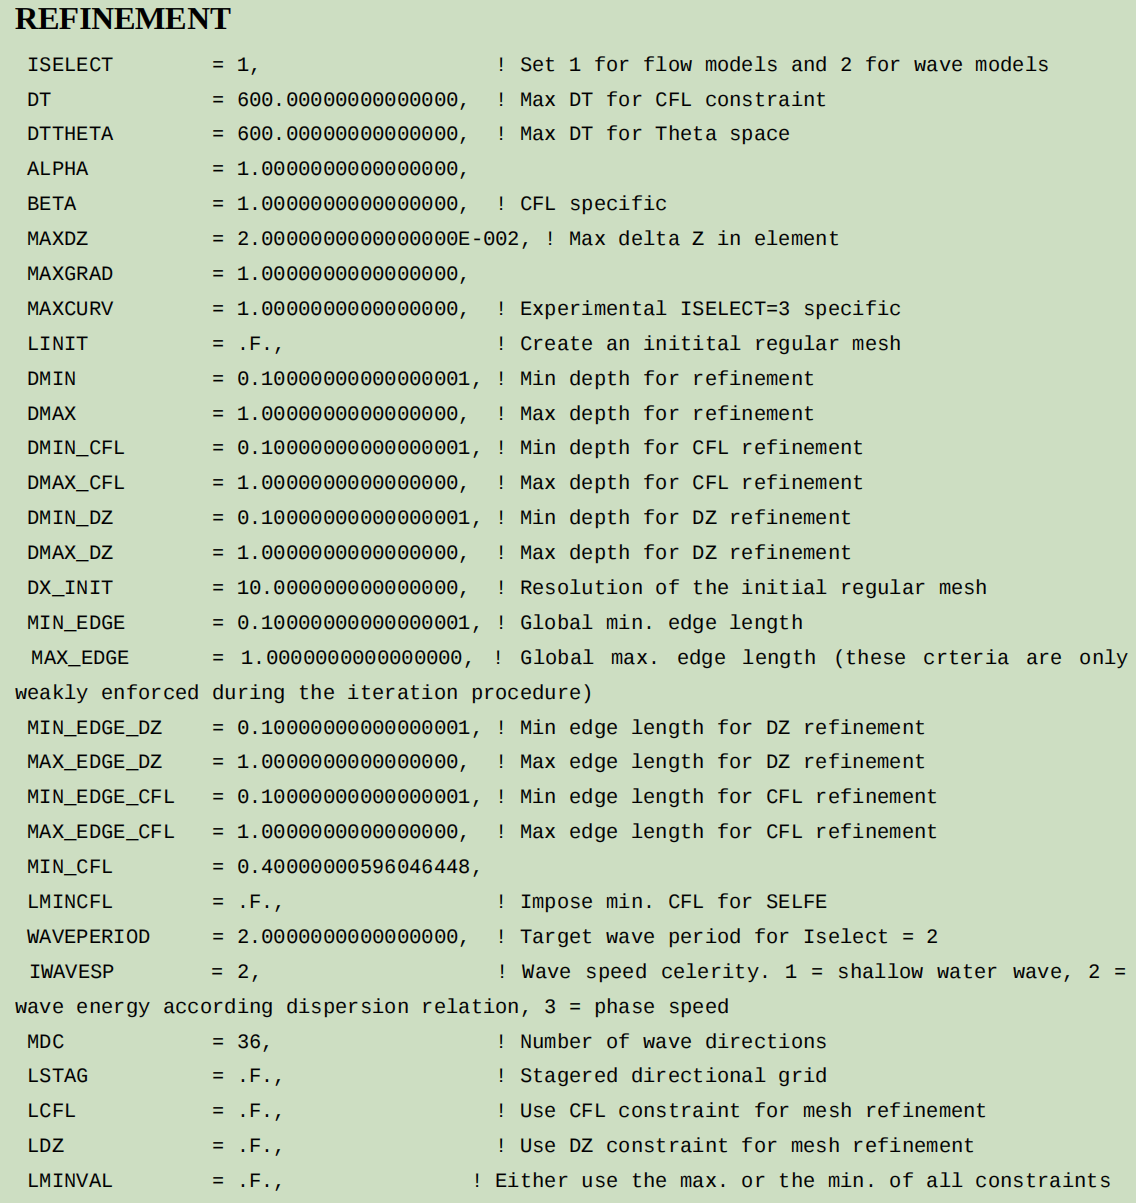 REFINEMENT
ISELECT = 1, ! Set 1 for flow models and 2 for wave models
DT = 600.00000000000000, ! Max DT for CFL constraint
DTTHETA = 600.00000000000000, ! Max DT for Theta space
ALPHA = 1.0000000000000000,
BETA = 1.0000000000000000, ! CFL specific
MAXDZ = 2.0000000000000000E-002, ! Max delta Z in element
MAXGRAD = 1.0000000000000000,
MAXCURV = 1.0000000000000000, ! Experimental ISELECT=3 specific
LINIT = .F., ! Create an initital regular mesh
DMIN = 0.10000000000000001, ! Min depth for refinement
DMAX = 1.0000000000000000, ! Max depth for refinement
DMIN_CFL = 0.10000000000000001, ! Min depth for CFL refinement
DMAX_CFL = 1.0000000000000000, ! Max depth for CFL refinement
DMIN_DZ = 0.10000000000000001, ! Min depth for DZ refinement
DMAX_DZ = 1.0000000000000000, ! Max depth for DZ refinement
DX_INIT = 10.000000000000000, ! Resolution of the initial regular mesh
MIN_EDGE = 0.10000000000000001, ! Global min. edge length
MAX_EDGE = 1.0000000000000000, ! Global max. edge length (these crteria are only
weakly enforced during the iteration procedure)
MIN_EDGE_DZ = 0.10000000000000001, ! Min edge length for DZ refinement
MAX_EDGE_DZ = 1.0000000000000000, ! Max edge length for DZ refinement
MIN_EDGE_CFL = 0.10000000000000001, ! Min edge length for CFL refinement
MAX_EDGE_CFL = 1.0000000000000000, ! Max edge length for CFL refinement
MIN_CFL = 0.40000000596046448,
LMINCFL = .F., ! Impose min. CFL for SELFE
WAVEPERIOD = 2.0000000000000000, ! Target wave period for Iselect = 2
IWAVESP = 2, ! Wave speed celerity. 1 = shallow water wave, 2 =
wave energy according dispersion relation, 3 = phase speed
MDC = 36, ! Number of wave directions
LSTAG = .F., ! Stagered directional grid
LCFL = .F., ! Use CFL constraint for mesh refinement
LDZ = .F., ! Use DZ constraint for mesh refinement
LMINVAL = .F., ! Either use the max. or the min. of all constraints